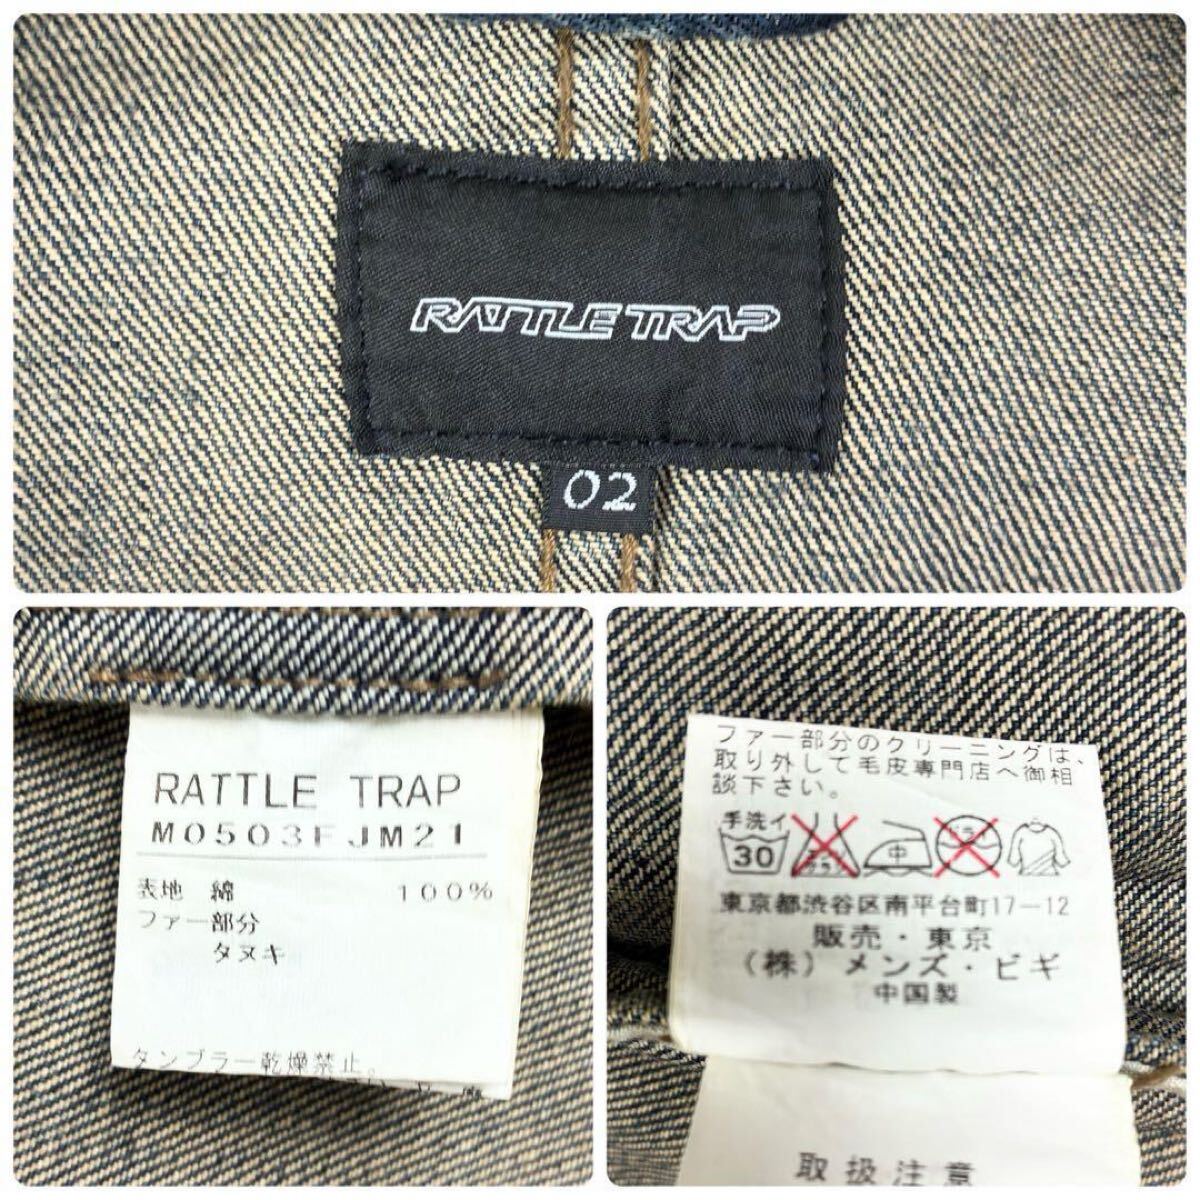 RATTLE TRAP
02
RATTLE TRAP
M0503FJM21
表地 綿 100%
ファー部分
タヌキ
タンブラー乾燥禁止。
ファー部分のクリーニングは、
取り外して毛皮専門店へ御相
談下さい。
手洗イ
30
中
ドライ
東京都渋谷区南平台町17-12
販売・東京
(株)メンズ・ビギ
中国製
取扱注意